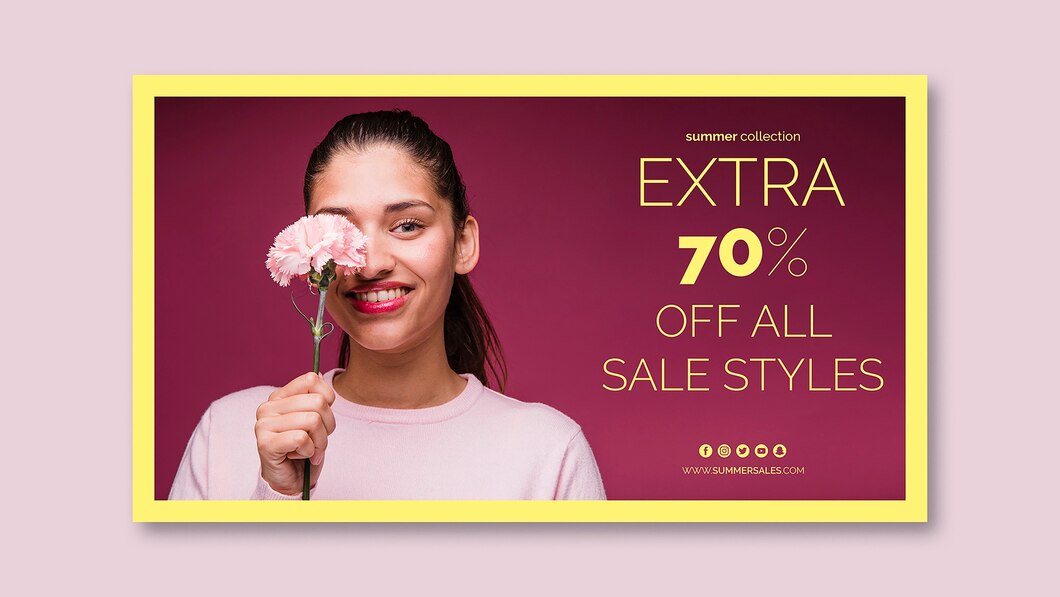 summer collection
EXTRA
70%
OFF ALL
SALE STYLES
WWW.SUMMERSALES.COM